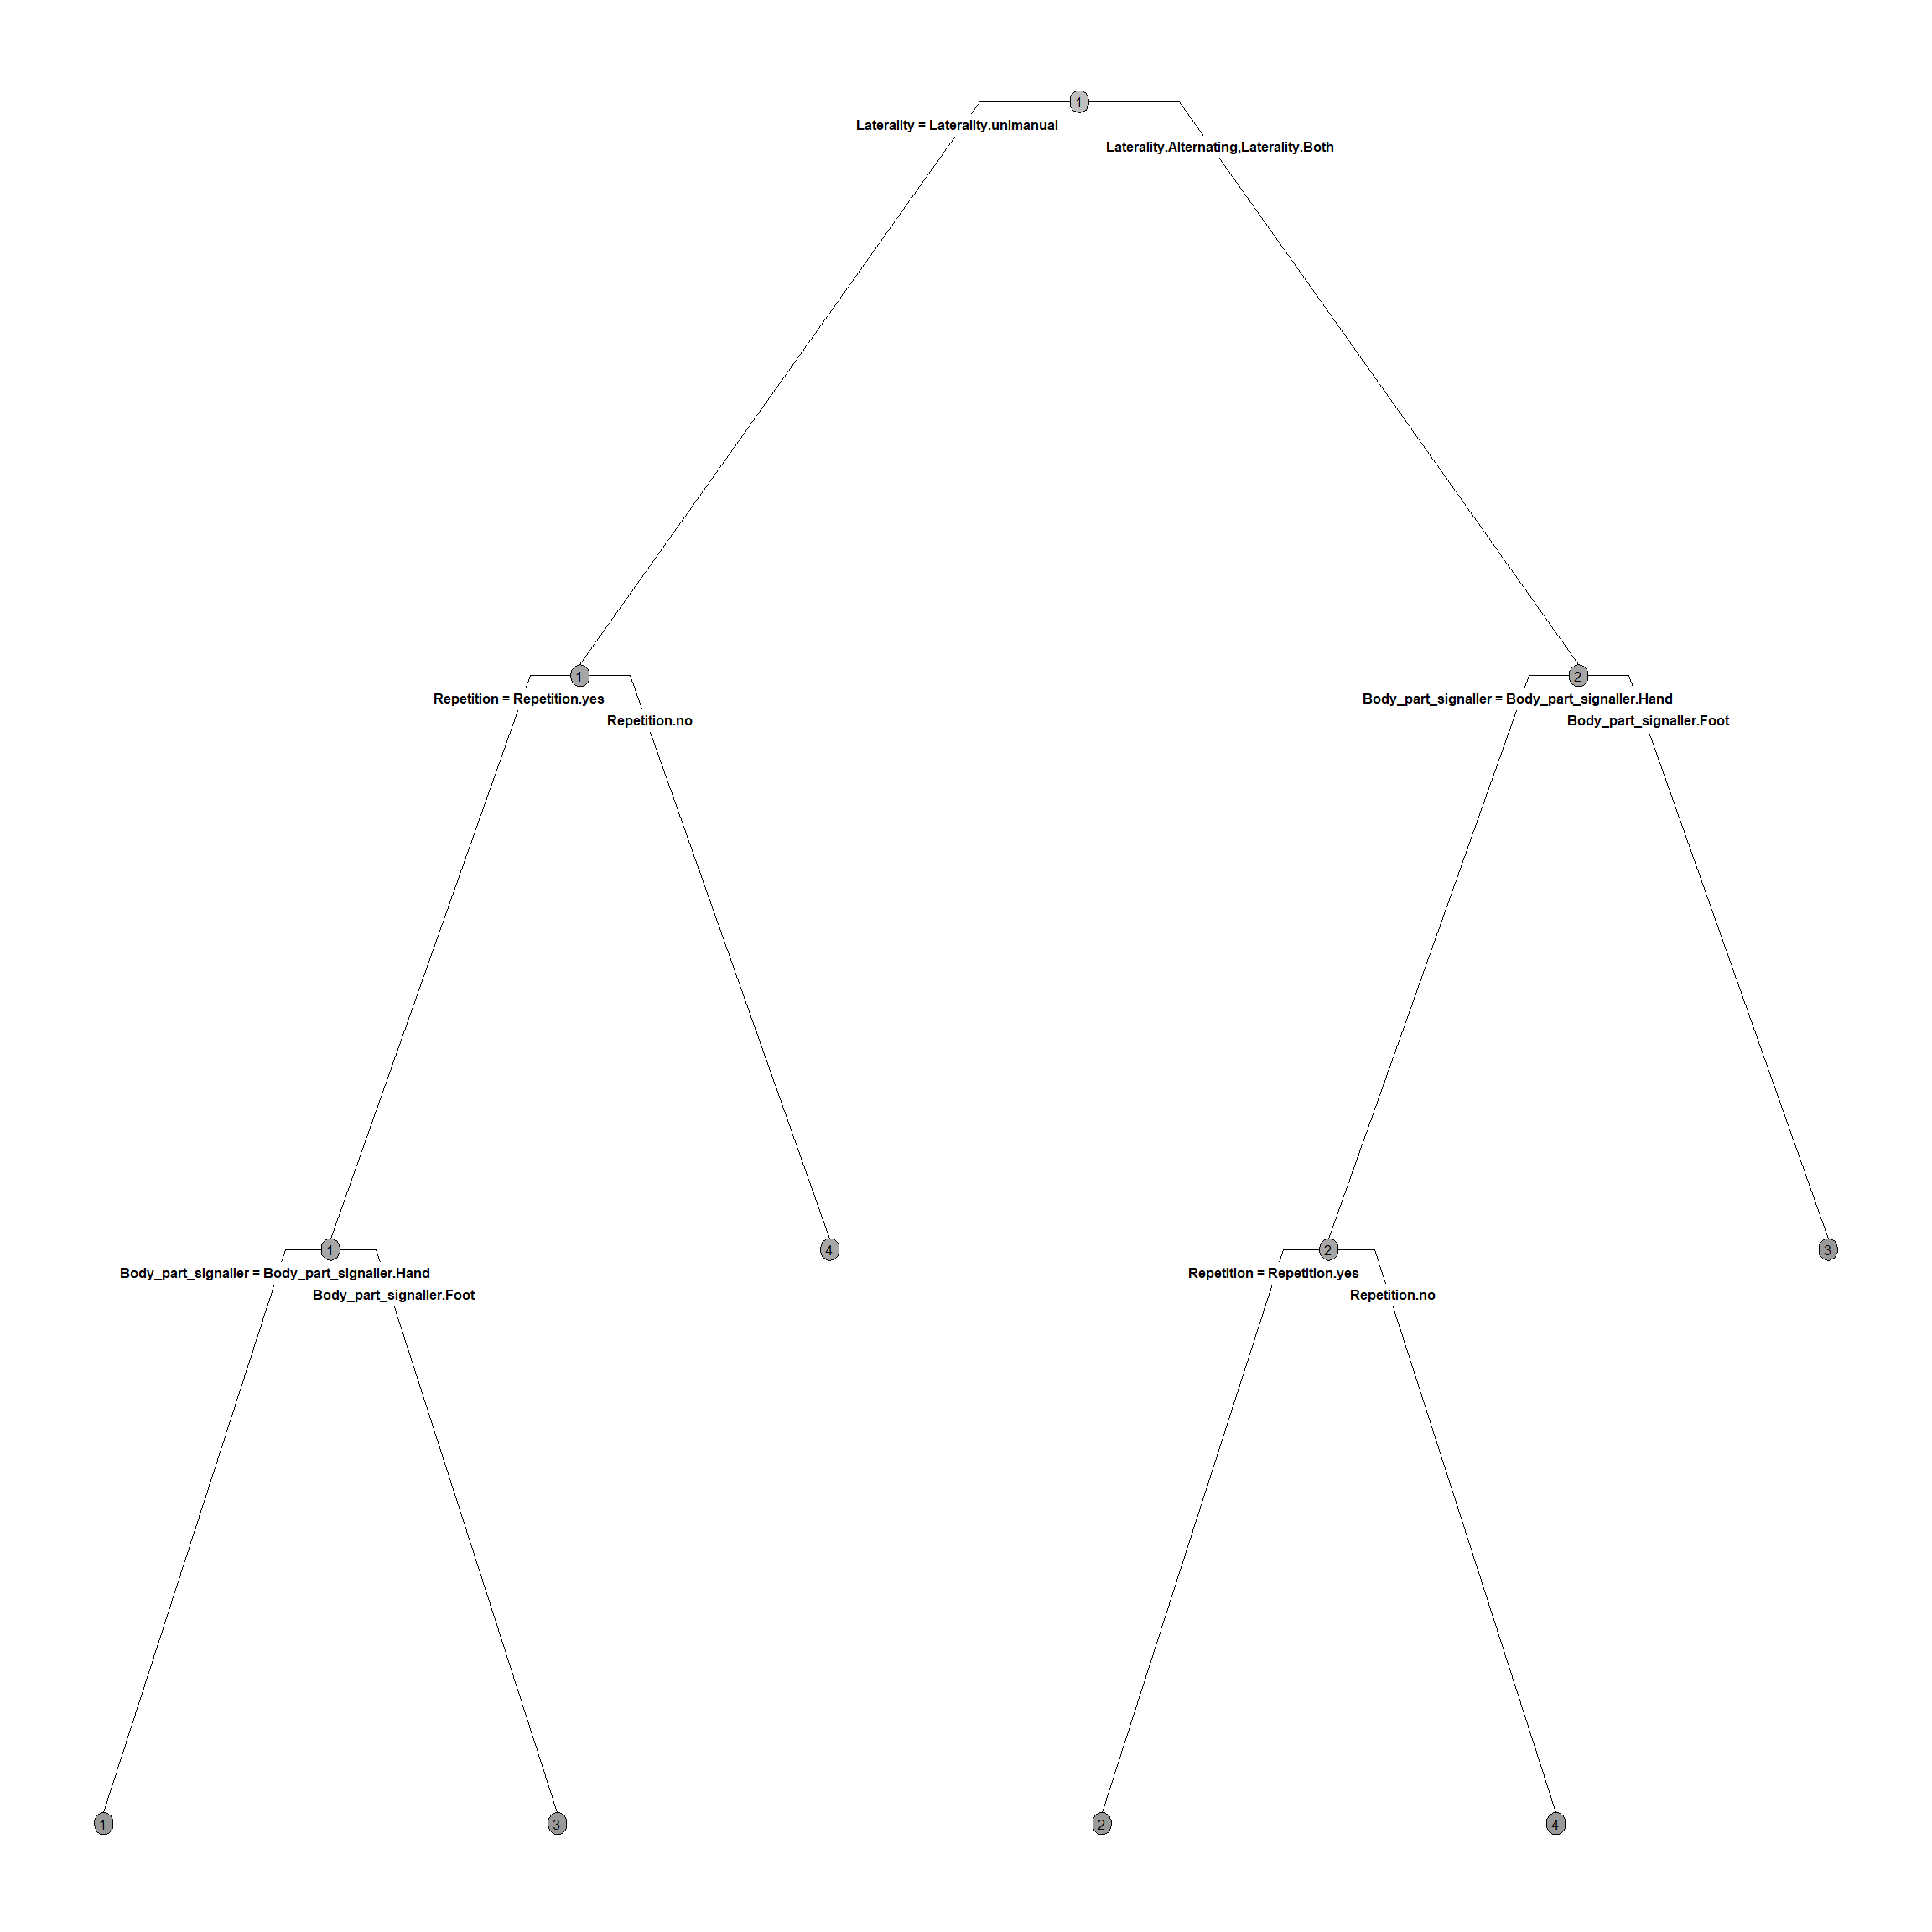 1
Laterality = Laterality.unimanual
Laterality.Alternating,Laterality.Both
1
2
Repetition = Repetition.yes
Repetition.no
Body_part_signaller = Body_part_signaller.Hand
Body_part_signaller.Foot
1
4
2
3
Body_part_signaller = Body_part_signaller.Hand
Body_part_signaller.Foot
Repetition = Repetition.yes
Repetition.no
1
3
2
4